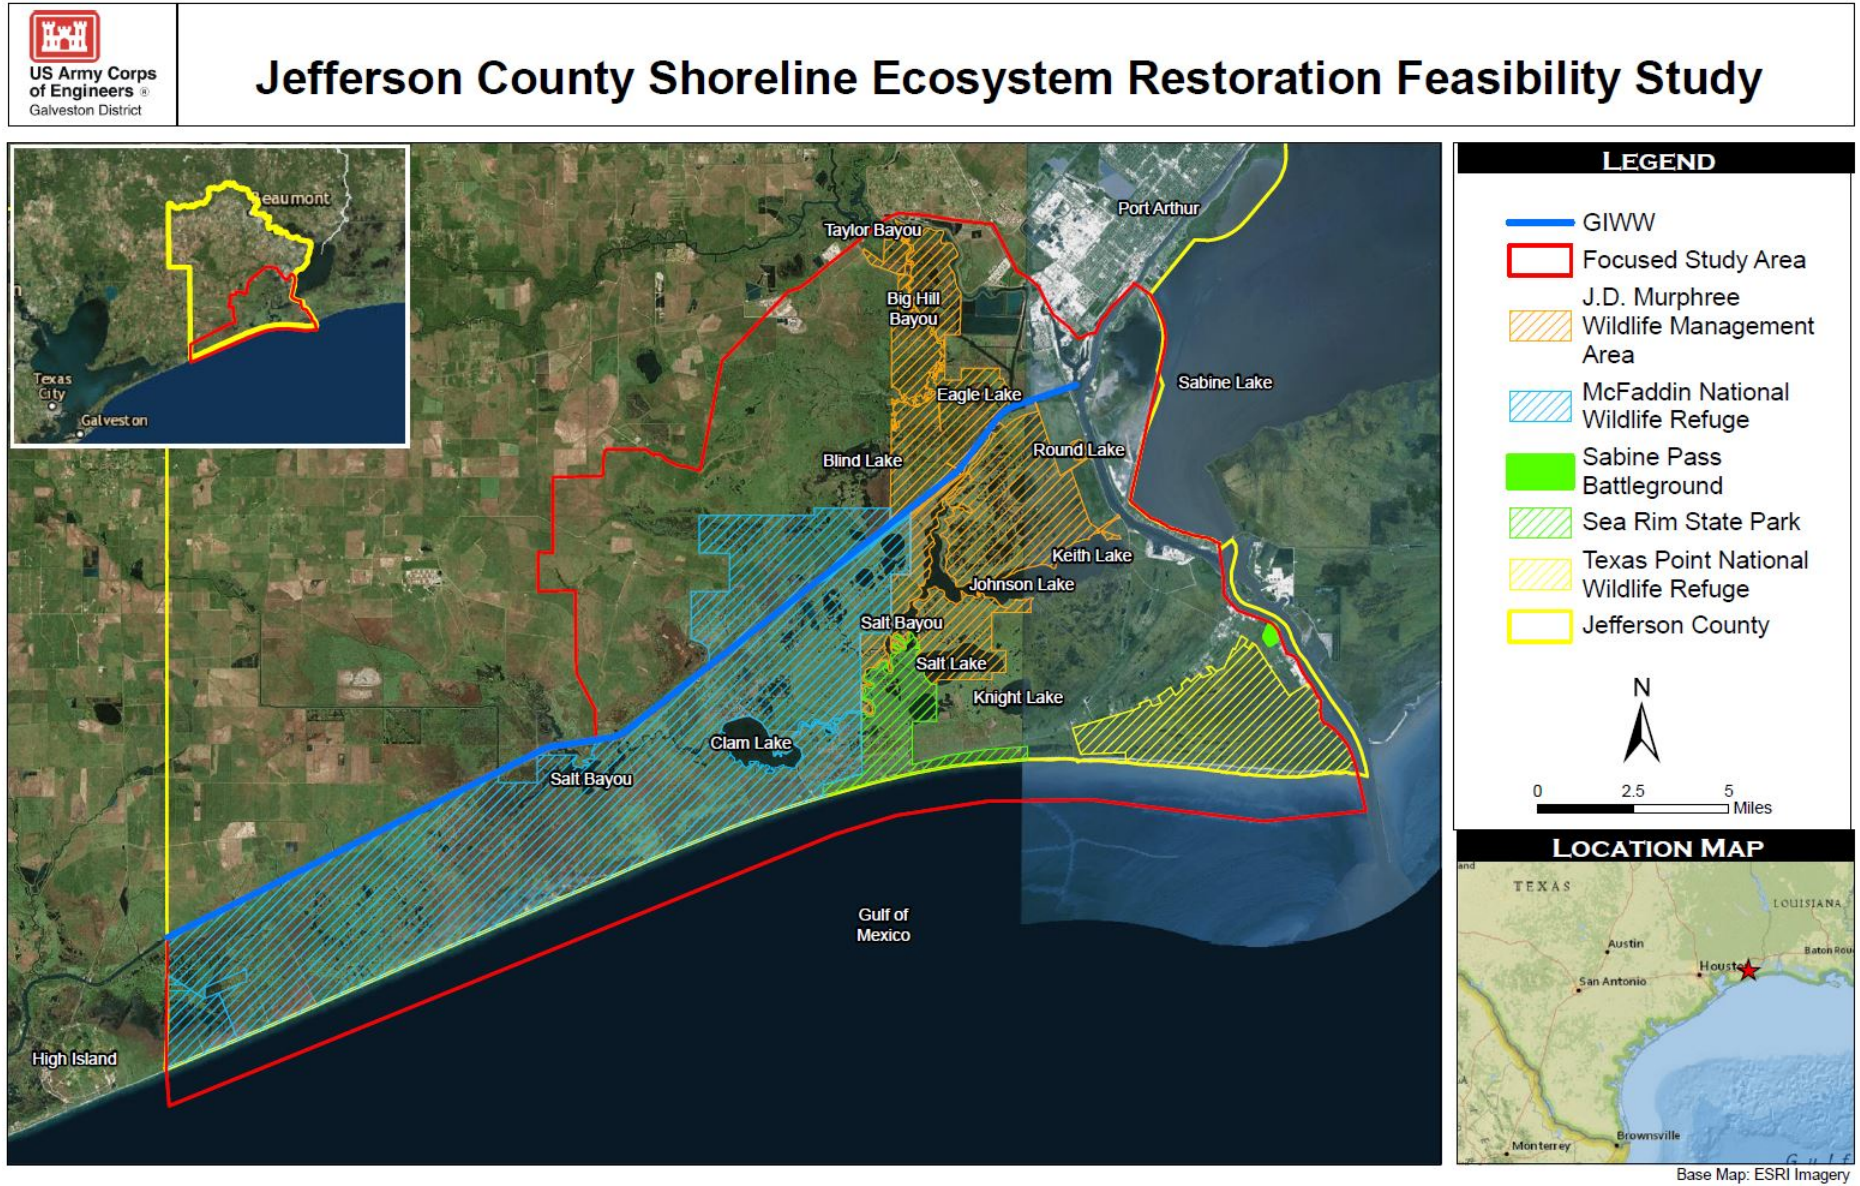 US Army Corps
of Engineers ®
Galveston District
Jefferson County Shoreline Ecosystem Restoration Feasibility Study
Beaumont
Texas
City
Galveston
Port Arthur
Taylor Bayou
Big Hill
Bayou
Sabine Lake
Eagle Lake
Round Lake
Blind Lake
Keith Lake
Johnson Lake
Salt Bayou
Salt Lake
Knight Lake
Clam Lake
Salt Bayou
Gulf of
Mexico
High Island
LEGEND
GIWW
Focused Study Area
J.D. Murphree
Wildlife Management
Area
McFaddin National
Wildlife Refuge
Sabine Pass
Battleground
Sea Rim State Park
Texas Point National
Wildlife Refuge
Jefferson County
N
0 2.5 5
Miles
LOCATION MAP
TEXAS
LOUISIANA
Austin
Baton Rou
Houston
San Antonio
Brownsville
Monterrey
Gulf
Base Map: ESRI Imagery